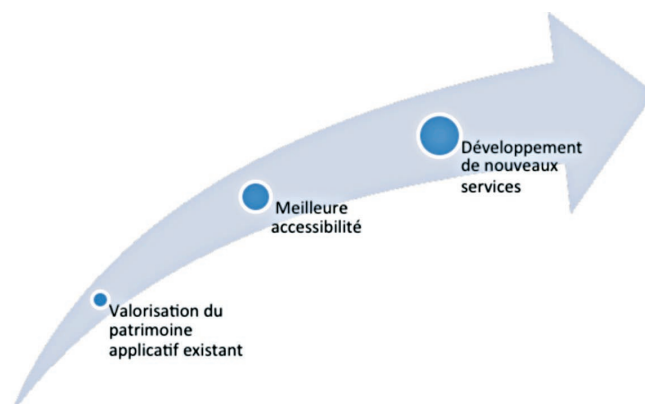 Développement
de nouveaux
services
Meilleure
accessibilité
Valorisation du
patrimoine
applicatif existant